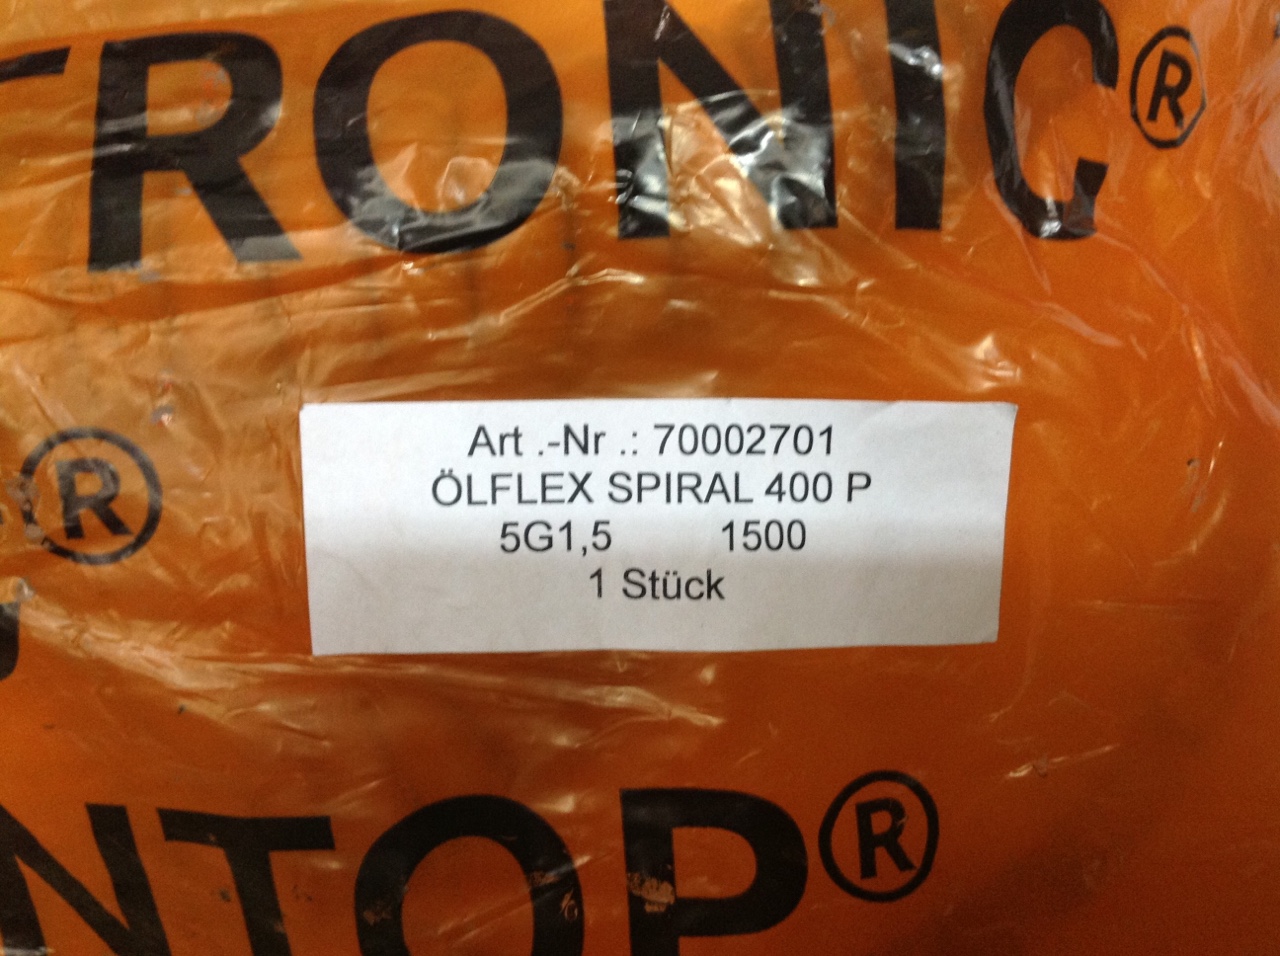 TRONIC®
®
Art .-Nr .: 70002701
ÖLFLEX SPIRAL 400 P
5G1,5 1500
1 Stück
NTOP®